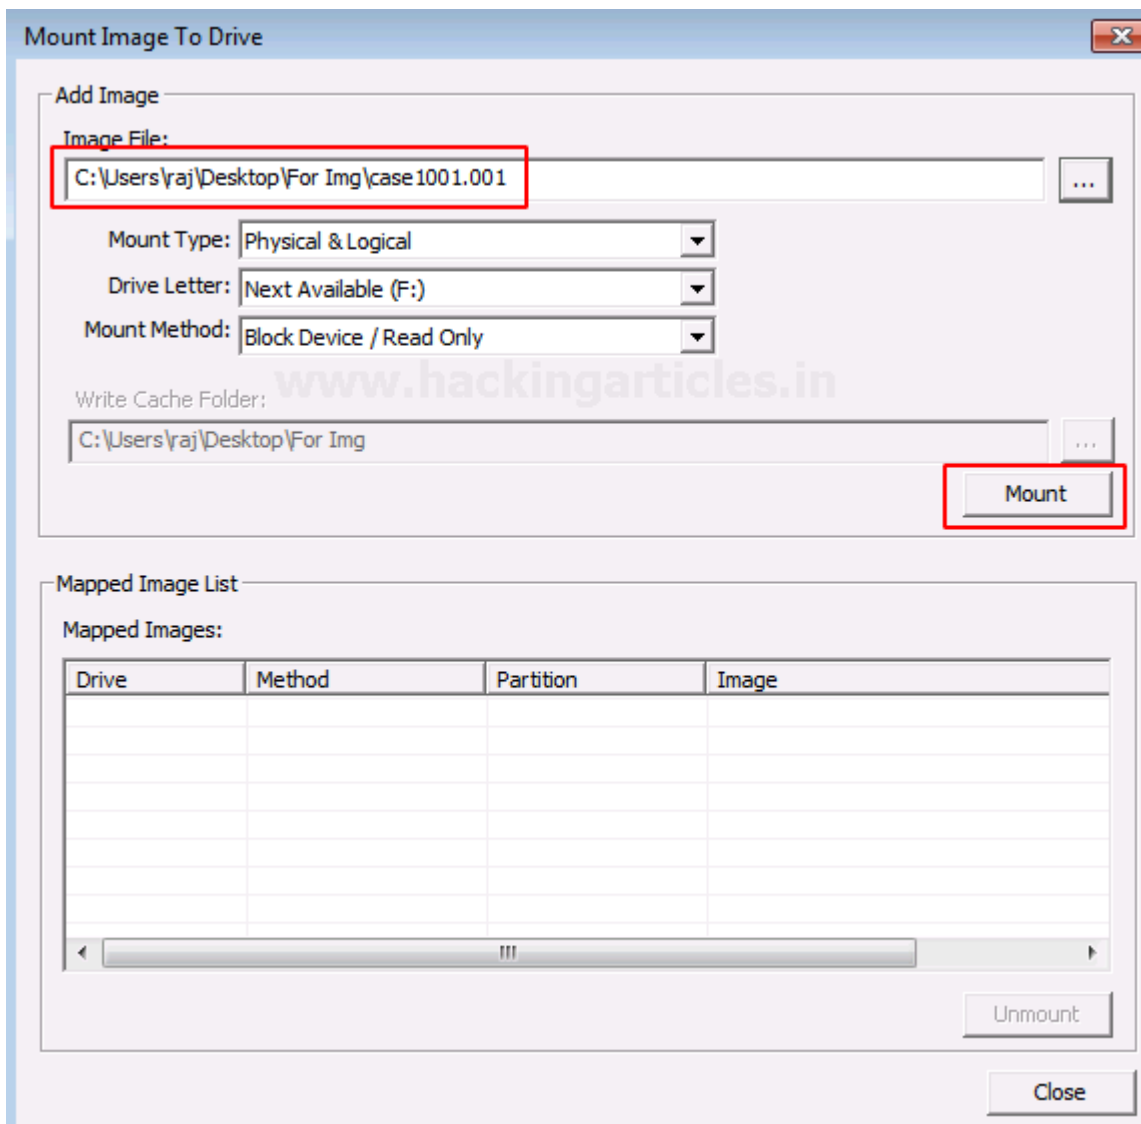 Mount Image To Drive
Add Image
Image File:
C:\Users\raj\Desktop\For Img\case1001.001
...
Mount Type: Physical & Logical
Drive Letter: Next Available (F:)
Mount Method: Block Device / Read Only
www.hackingarticles.in
Write Cache Folder:
C:\Users\raj\Desktop\For Img
...
Mount
Mapped Image List
Mapped Images:
Drive Method Partition Image
Unmount
Close